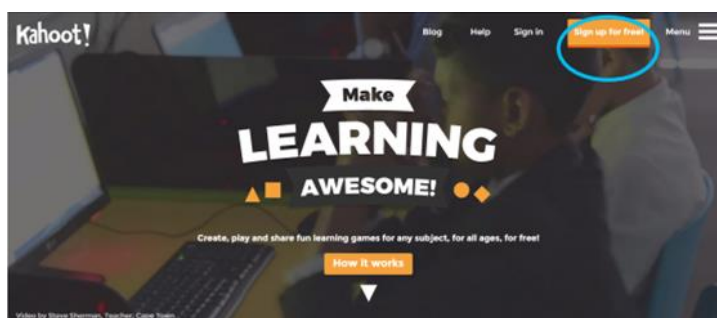 Kahoot!
Blog Help Sign in Sign up for free! Menu
Make
LEARNING
AWESOME!
Create, play and share fun learning games for any subject, for all ages, for free!
How it works
Video by Steve Sherman, Teacher, Cape Town